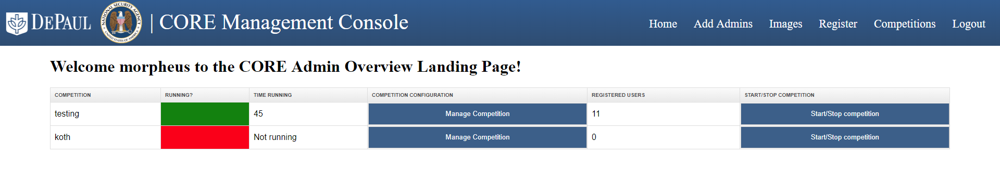 DEPAUL
NATIONAL SECURITY AGENCY
UNITED STATES OF AMERICA
| CORE Management Console
Home Add Admins Images Register Competitions Logout
Welcome morpheus to the CORE Admin Overview Landing Page!
COMPETITION RUNNING? TIME RUNNING COMPETITION CONFIGURATION REGISTERED USERS START/STOP COMPETITION
testing 45 Manage Competition 11 Start/Stop competition
koth Not running Manage Competition 0 Start/Stop competition